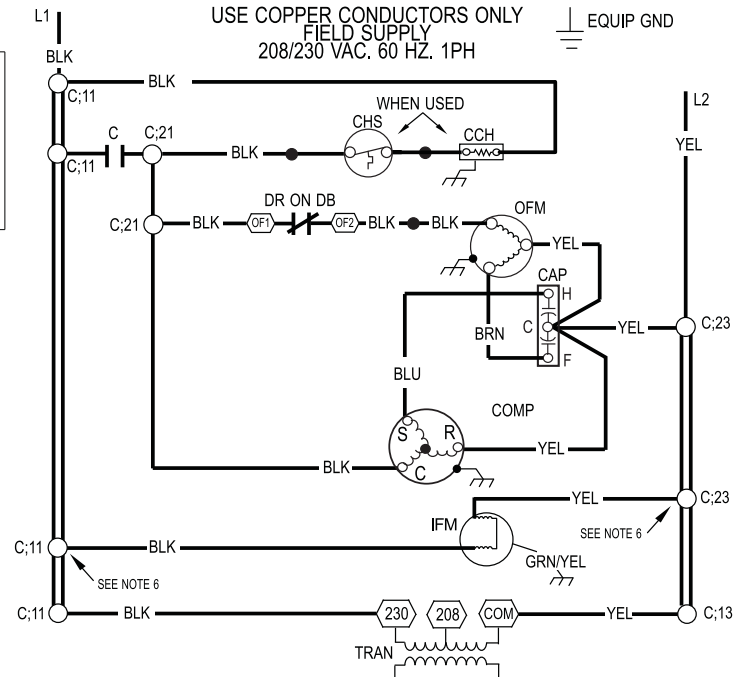 L1
USE COPPER CONDUCTORS ONLY
FIELD SUPPLY
208/230 VAC. 60 HZ. 1PH
EQUIP GND
BLK
C;11
BLK
L2
WHEN USED
CHS
CCH
C
C;21
C;11
BLK
YEL
DR ON DB
OFM
C;21
BLK
OF1
OF2
BLK
BLK
YEL
CAP
H
BRN
C
YEL
C;23
F
BLU
COMP
S
R
YEL
C
BLK
YEL
C;23
IFM
SEE NOTE 6
C;11
BLK
GRN/YEL
SEE NOTE 6
C;11
BLK
230
208
COM
YEL
C;13
TRAN